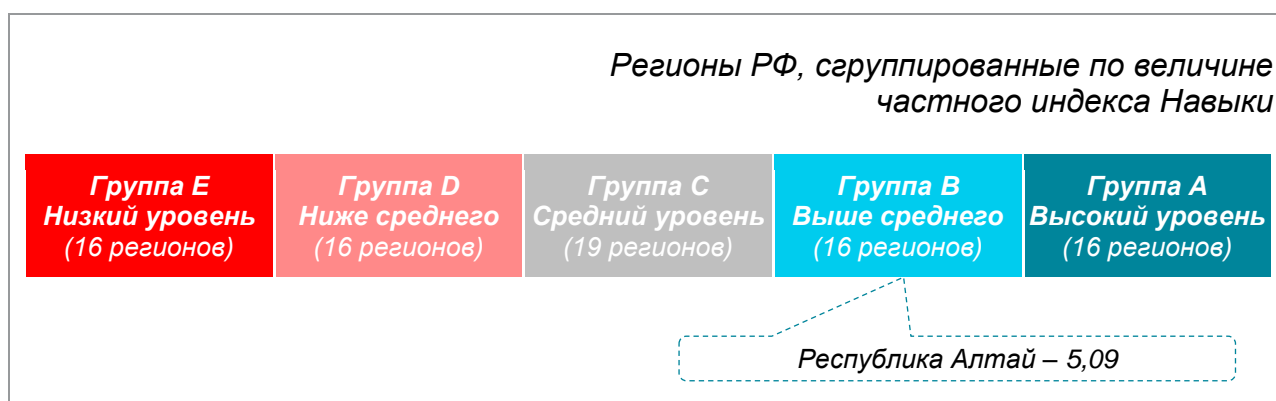 Регионы РФ, сгруппированные по величине
частного индекса Навыки
Группа E
Низкий уровень
(16 регионов)
Группа D
Ниже среднего
(16 регионов)
Группа C
Средний уровень
(19 регионов)
Группа B
Выше среднего
(16 регионов)
Группа A
Высокий уровень
(16 регионов)
Республика Алтай – 5,09